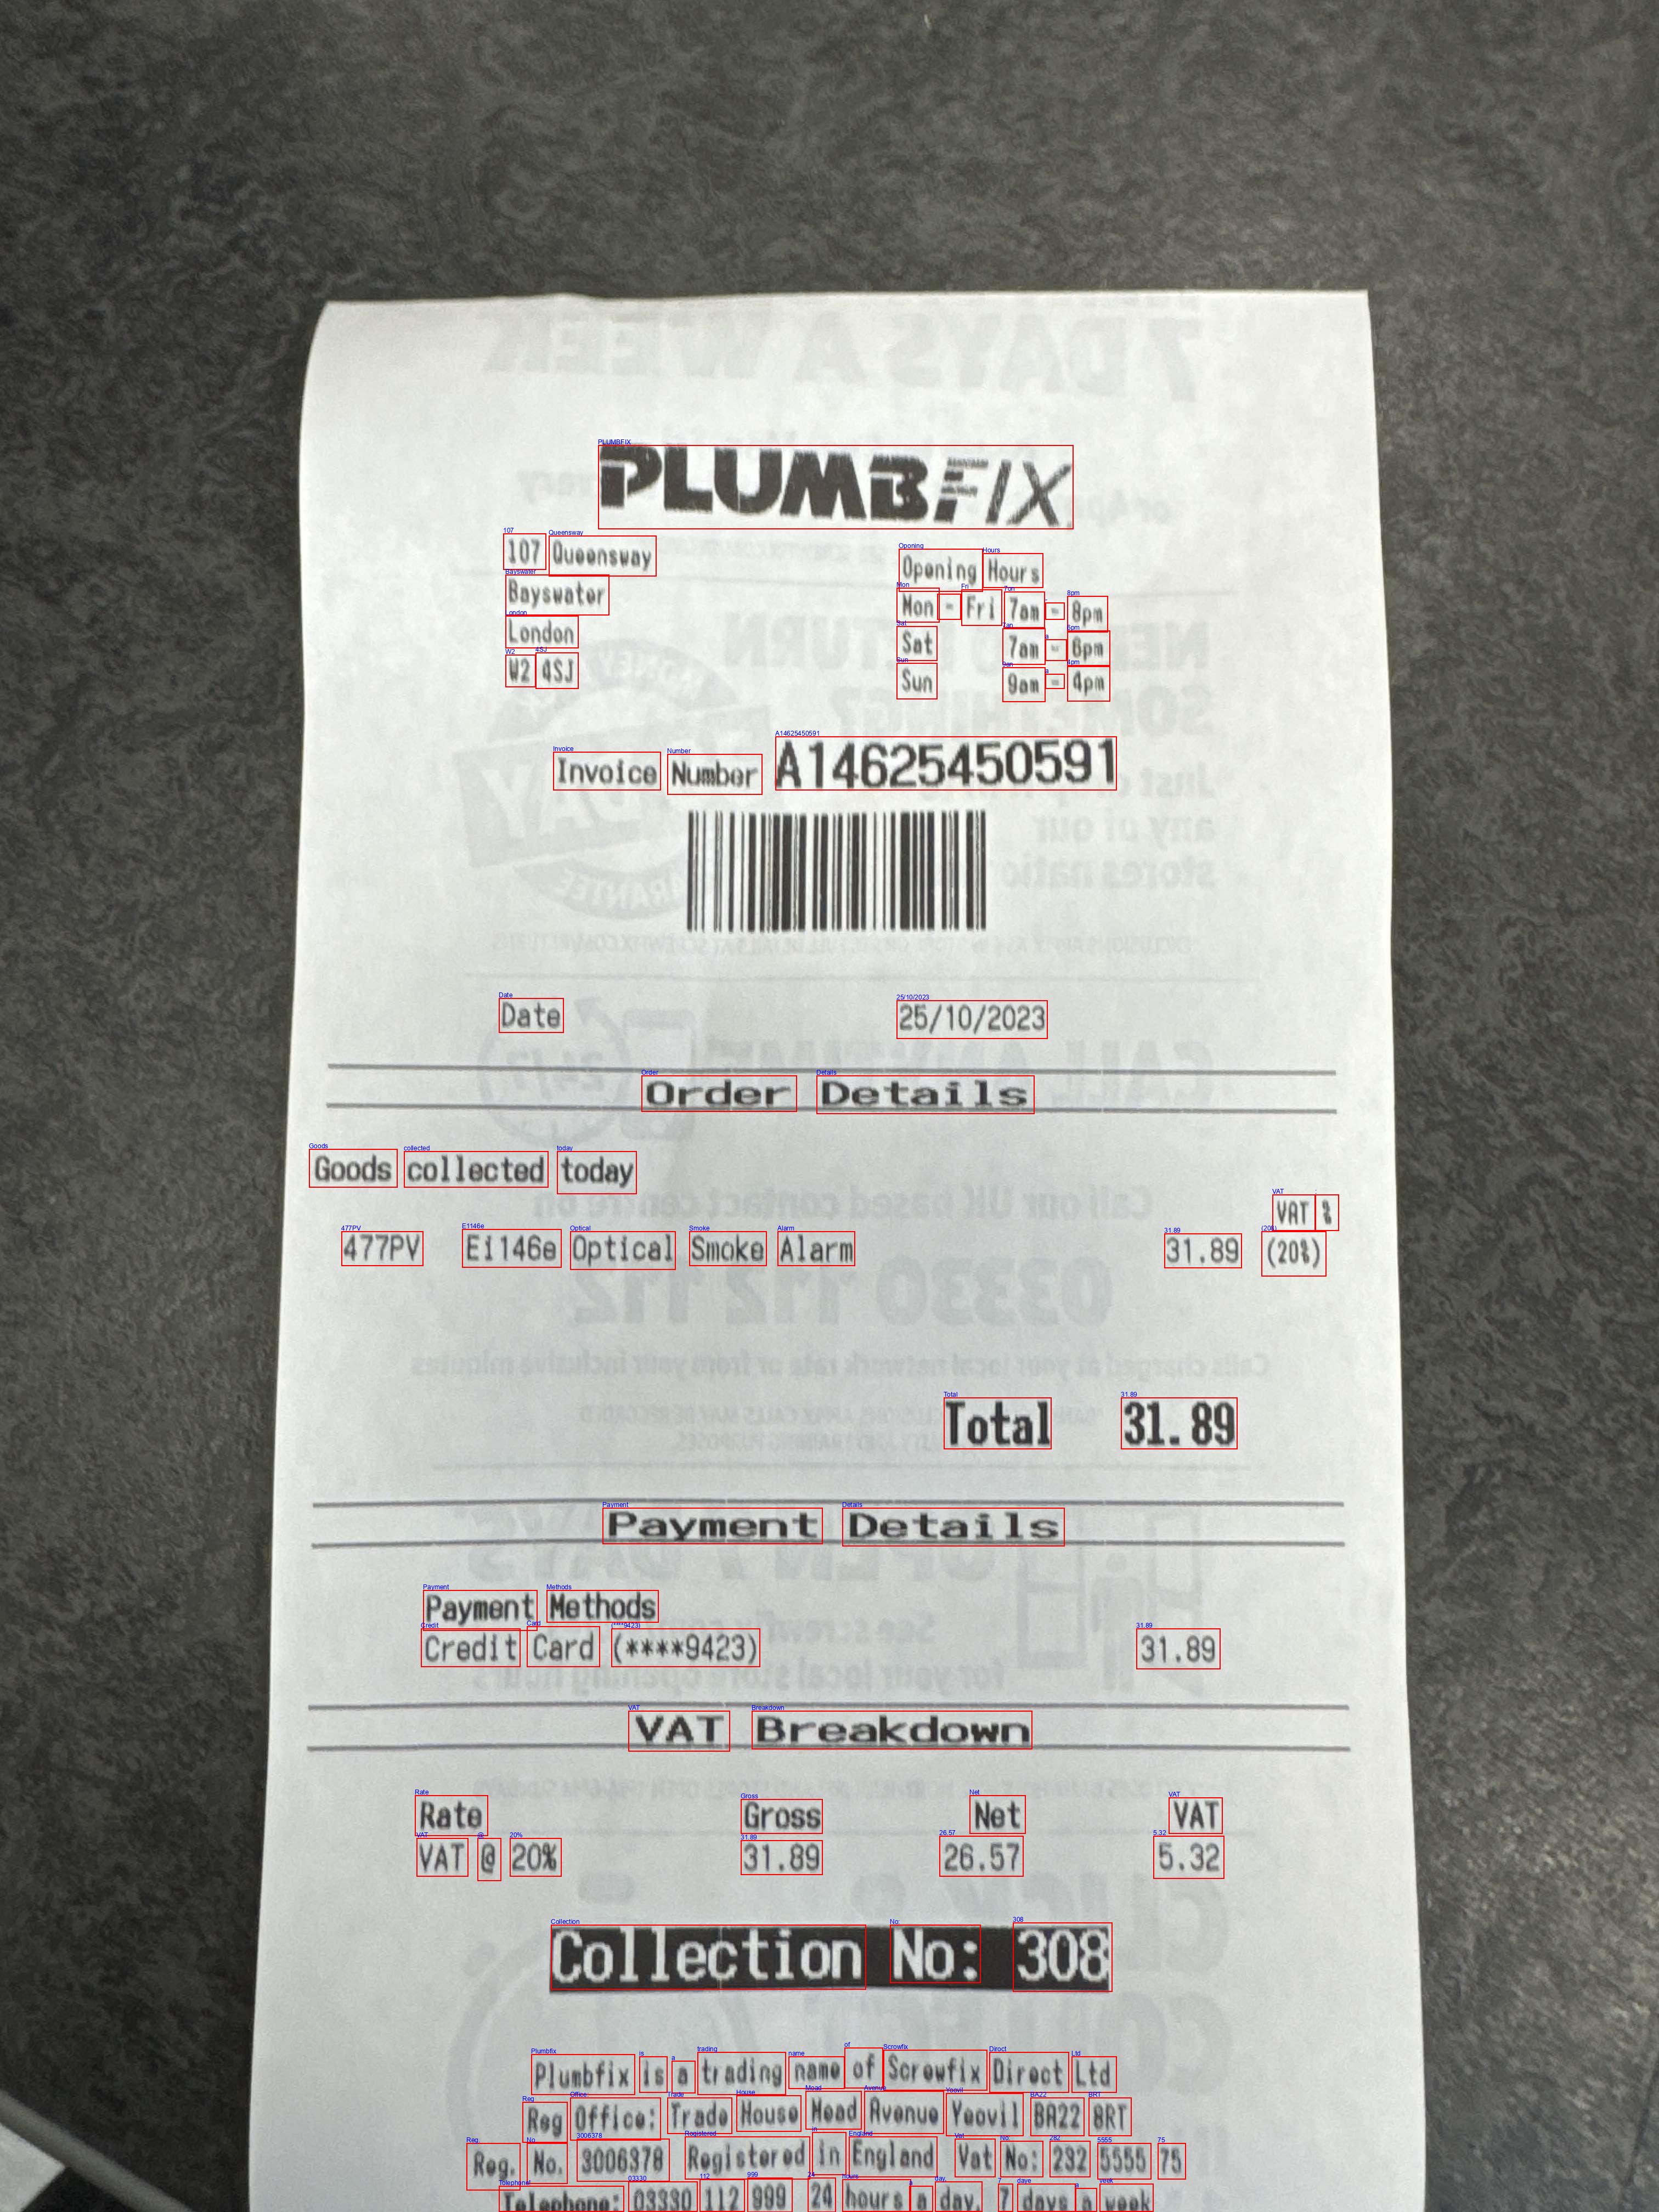 PLUMBFIX
107 Queensway
Bayswater
London
W2 4SJ
Opening Hours
Mon - Fri 7am - 8pm
Sat 7am - 6pm
Sun 9am - 4pm
Invoice Number A14625450591
Date 25/10/2023
Order Details
Goods collected today
VAT %
477PV Ei146e Optical Smoke Alarm 31.89 (20%)
Total 31.89
Payment Details
Payment Methods
Credit Card (****9423) 31.89
VAT Breakdown
Rate Gross Net VAT
VAT @ 20% 31.89 26.57 5.32
Collection No: 308
Plumbfix is a trading name of Screwfix Direct Ltd
Reg Office: Trade House Mead Avenue Yeovil BA22 8RT
Reg. No. 3006378 Registered in England Vat No: 232 5555 75
Telephone: 03330 112 999 24 hours a day, 7 days a week